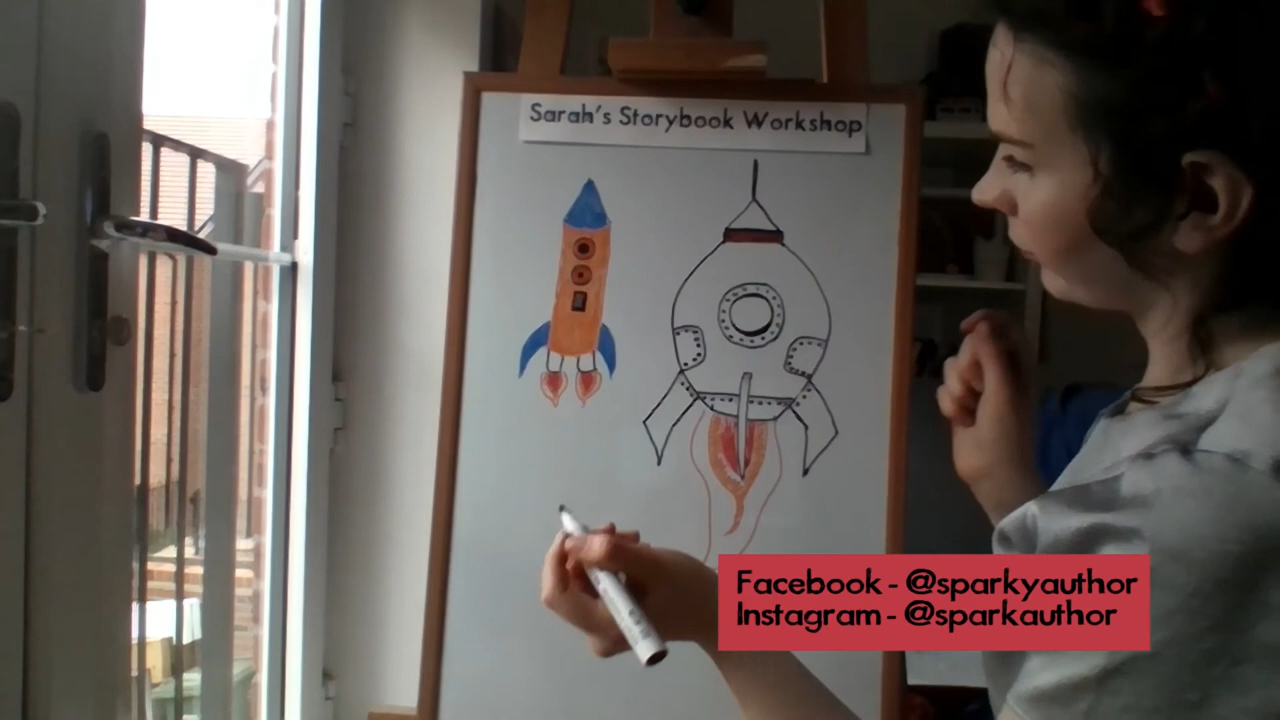 Sarah's Storybook Workshop
Facebook - @sparkyauthor
Instagram - @sparkauthor